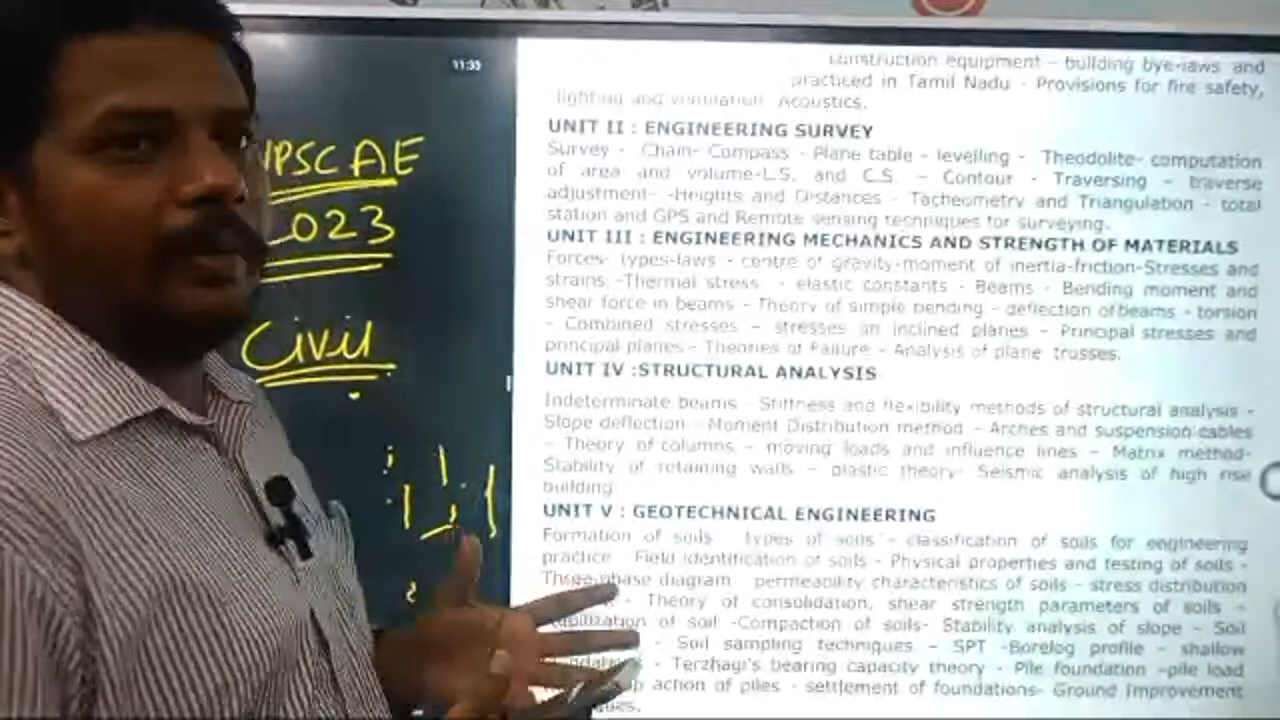 11:35
PSC AE
2023
Civil
construction equipment - building bye-laws and
practiced in Tamil Nadu - Provisions for fire safety,
lighting and ventilation Acoustics.
UNIT II : ENGINEERING SURVEY
Survey - Chain- Compass - Plane table - levelling - Theodolite- computation
of area and volume-L.S. and C.S. - Contour - Traversing - traverse
adjustment- -Heights and Distances - Tacheometry and Triangulation - total
station and GPS and Remote sensing techniques for surveying.
UNIT III : ENGINEERING MECHANICS AND STRENGTH OF MATERIALS
Forces- types-laws - centre of gravity-moment of inertia-friction-Stresses and
strains -Thermal stress - elastic constants - Beams - Bending moment and
shear force in beams - Theory of simple bending - deflection of beams - torsion
- Combined stresses - stresses on inclined planes - Principal stresses and
principal planes - Theories of Failure - Analysis of plane trusses.
UNIT IV :STRUCTURAL ANALYSIS
Indeterminate beams - Stiffness and flexibility methods of structural analysis -
Slope deflection - Moment Distribution method - Arches and suspension cables
- Theory of columns - moving loads and influence lines - Matrix method-
Stability of retaining walls - plastic theory- Seismic analysis of high rise
building
UNIT V : GEOTECHNICAL ENGINEERING
Formation of soils types of soils - classification of soils for engineering
practice Field identification of soils - Physical properties and testing of soils -
Three phase diagram permeability characteristics of soils - stress distribution
- Theory of consolidation, shear strength parameters of soils -
of soil -Compaction of soils- Stability analysis of slope - Soil
- Soil sampling techniques - SPT -Borelog profile - shallow
- Terzhagi's bearing capacity theory - Pile foundation -pile load
action of piles - settlement of foundations- Ground Improvement